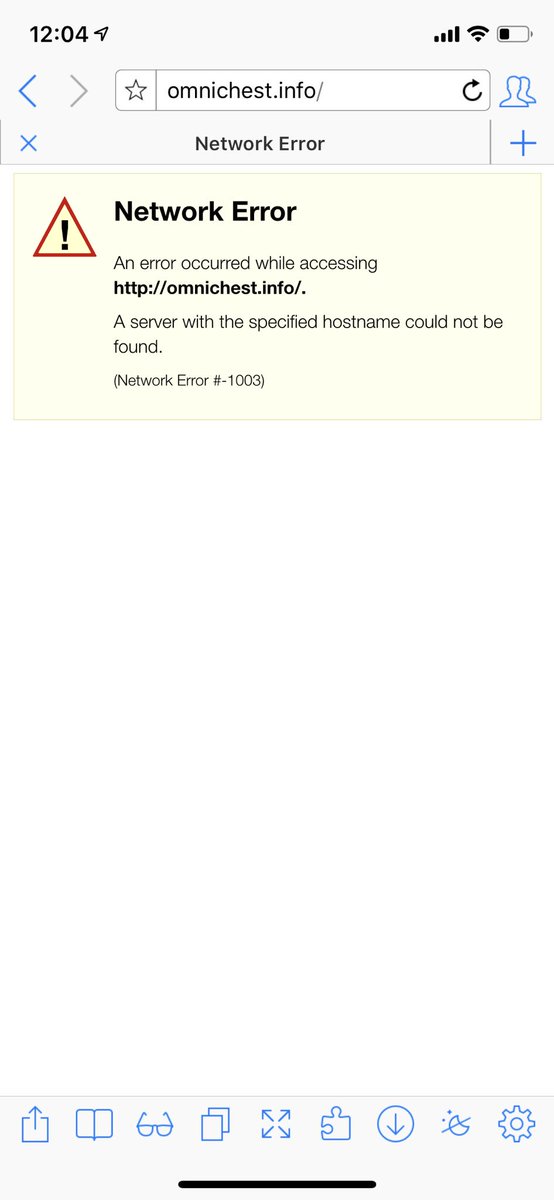 12:04
omnichest.info/
Network Error
Network Error
An error occurred while accessing
http://omnichest.info/.
A server with the specified hostname could not be
found.
(Network Error #-1003)